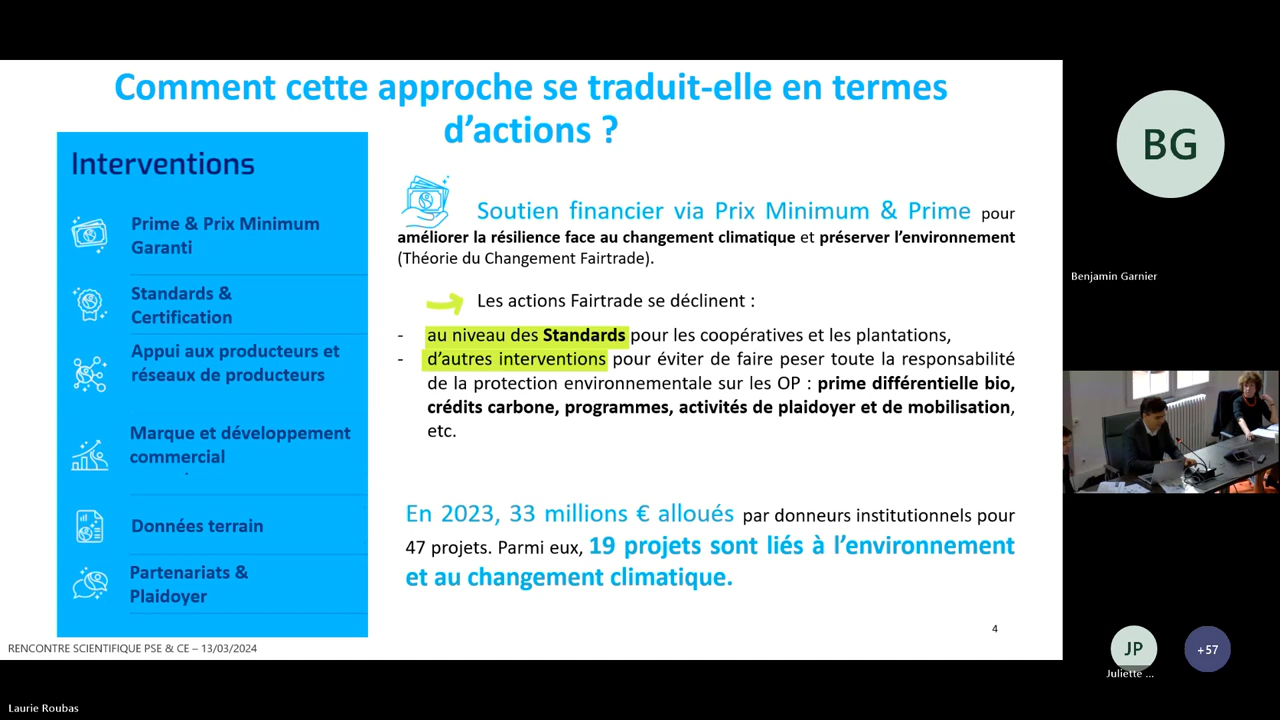 Comment cette approche se traduit-elle en termes
d’actions ?
Interventions
Prime & Prix Minimum
Garanti
Standards &
Certification
Appui aux producteurs et
réseaux de producteurs
Marque et développement
commercial
Données terrain
Partenariats &
Plaidoyer
Soutien financier via Prix Minimum & Prime pour
améliorer la résilience face au changement climatique et préserver l’environnement
(Théorie du Changement Fairtrade).
Les actions Fairtrade se déclinent :
- au niveau des Standards pour les coopératives et les plantations,
- d’autres interventions pour éviter de faire peser toute la responsabilité
de la protection environnementale sur les OP : prime différentielle bio,
crédits carbone, programmes, activités de plaidoyer et de mobilisation,
etc.
En 2023, 33 millions € alloués par donneurs institutionnels pour
47 projets. Parmi eux, 19 projets sont liés à l’environnement
et au changement climatique.
4
RENCONTRE SCIENTIFIQUE PSE & CE – 13/03/2024
Laurie Roubas
BG
Benjamin Garnier
JP
+57
Juliette ...